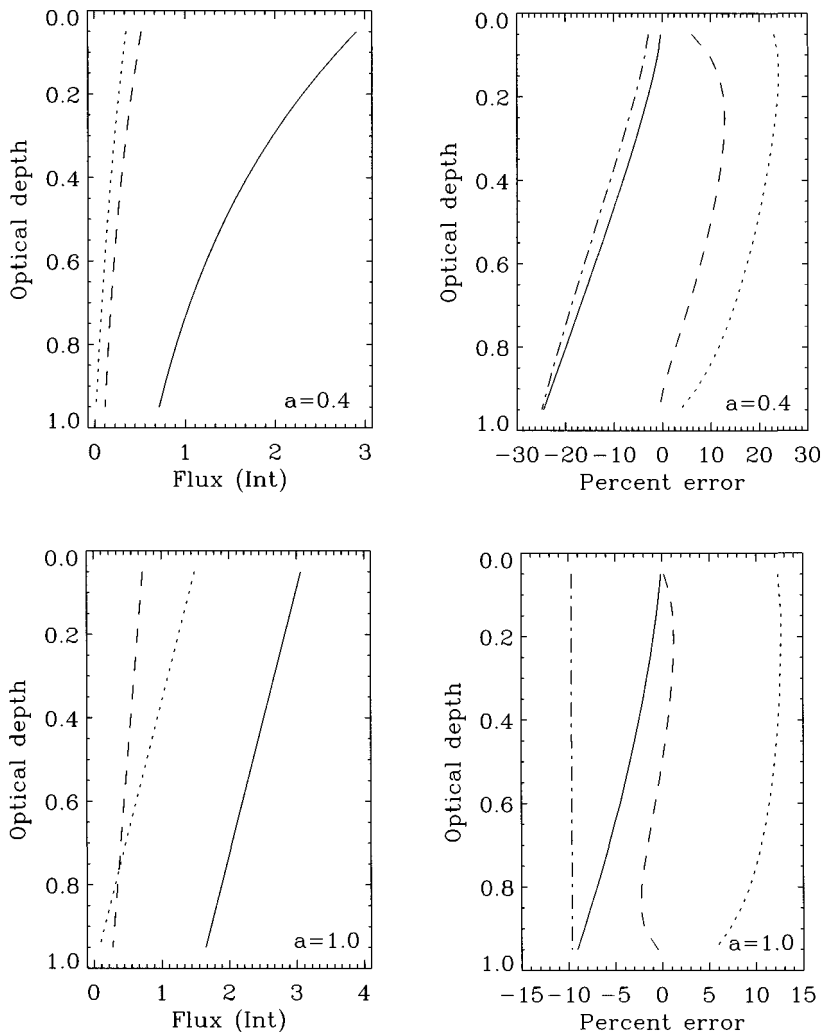 0.0
0.2
0.4
0.6
0.8
1.0
Optical depth
a=0.4
0 1 2 3
Flux (Int)
0.0
0.2
0.4
0.6
0.8
1.0
Optical depth
a=0.4
−30 −20 −10 0 10 20 30
Percent error
0.0
0.2
0.4
0.6
0.8
1.0
Optical depth
a=1.0
0 1 2 3 4
Flux (Int)
0.0
0.2
0.4
0.6
0.8
1.0
Optical depth
a=1.0
−15 −10 −5 0 5 10 15
Percent error